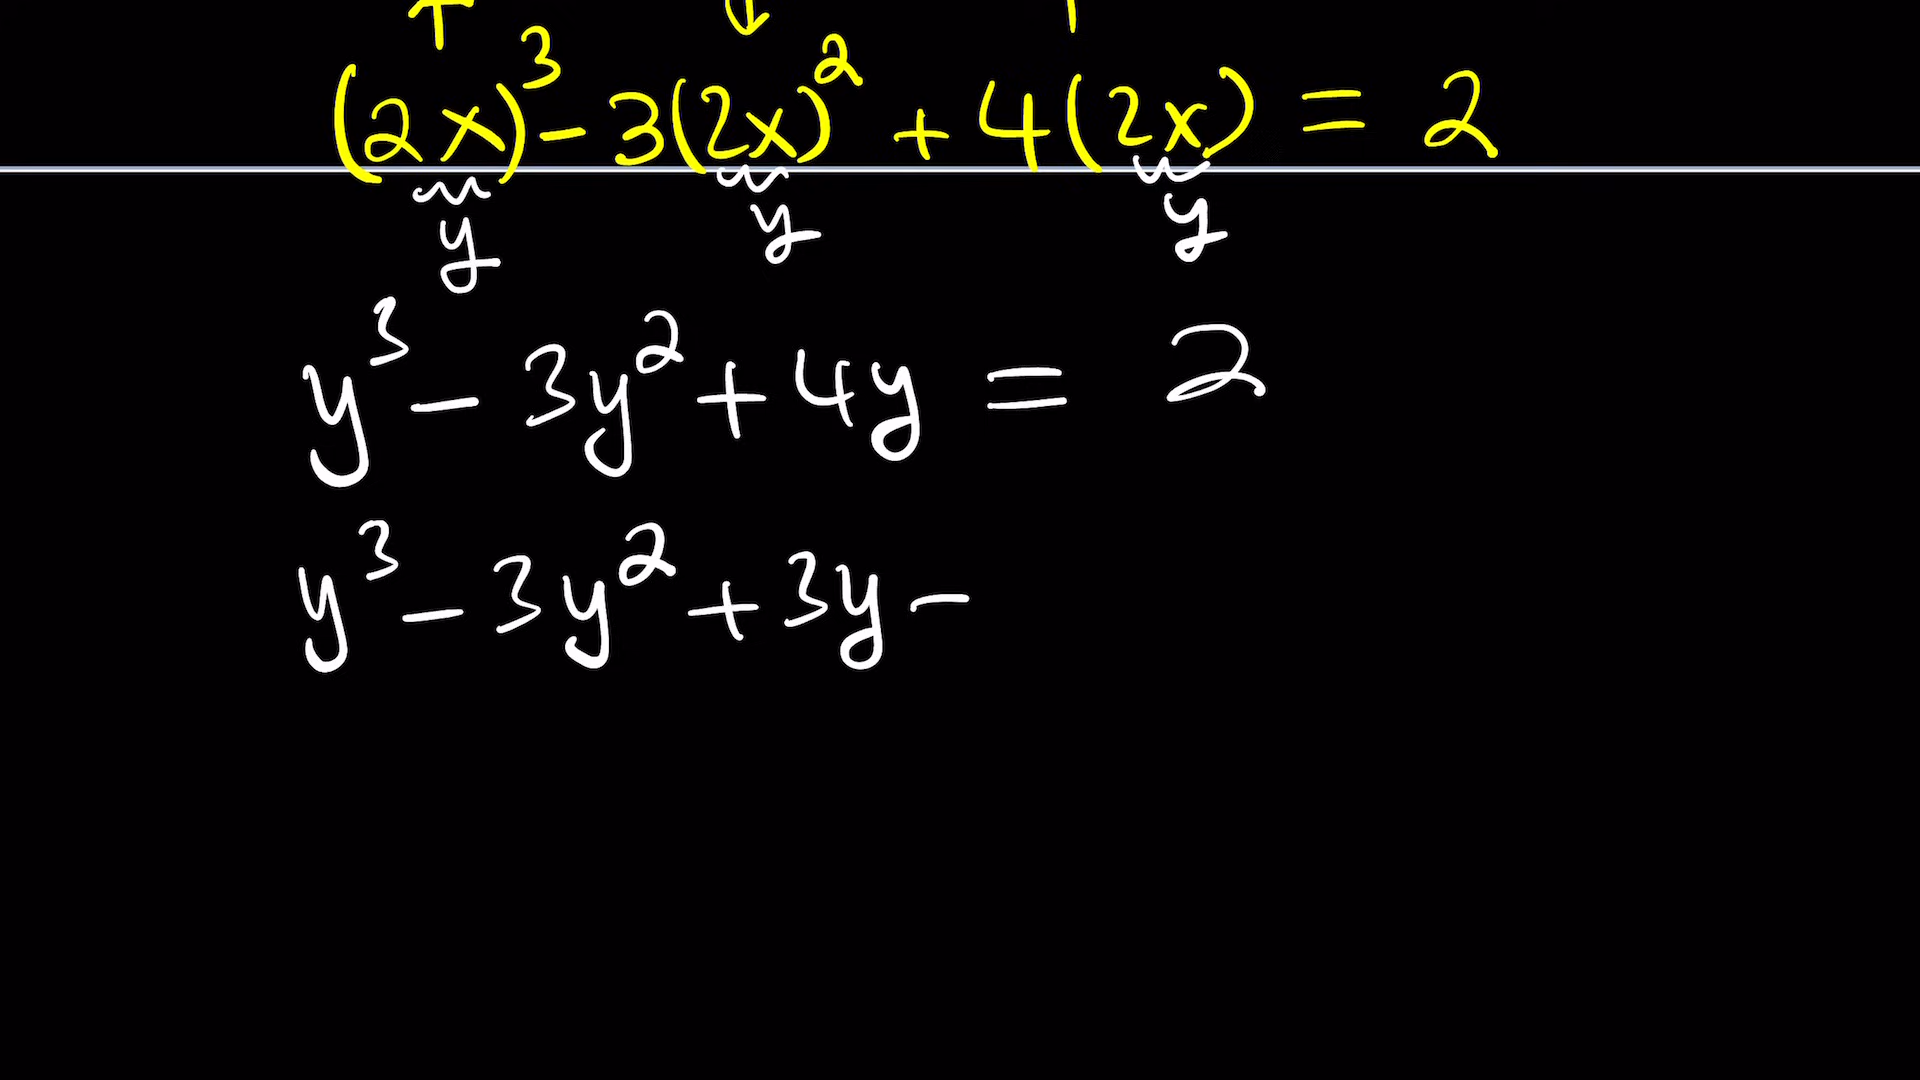 (2x)³ - 3(2x)² + 4(2x) = 2
y y y
y³ - 3y² + 4y = 2
y³ - 3y² + 3y -